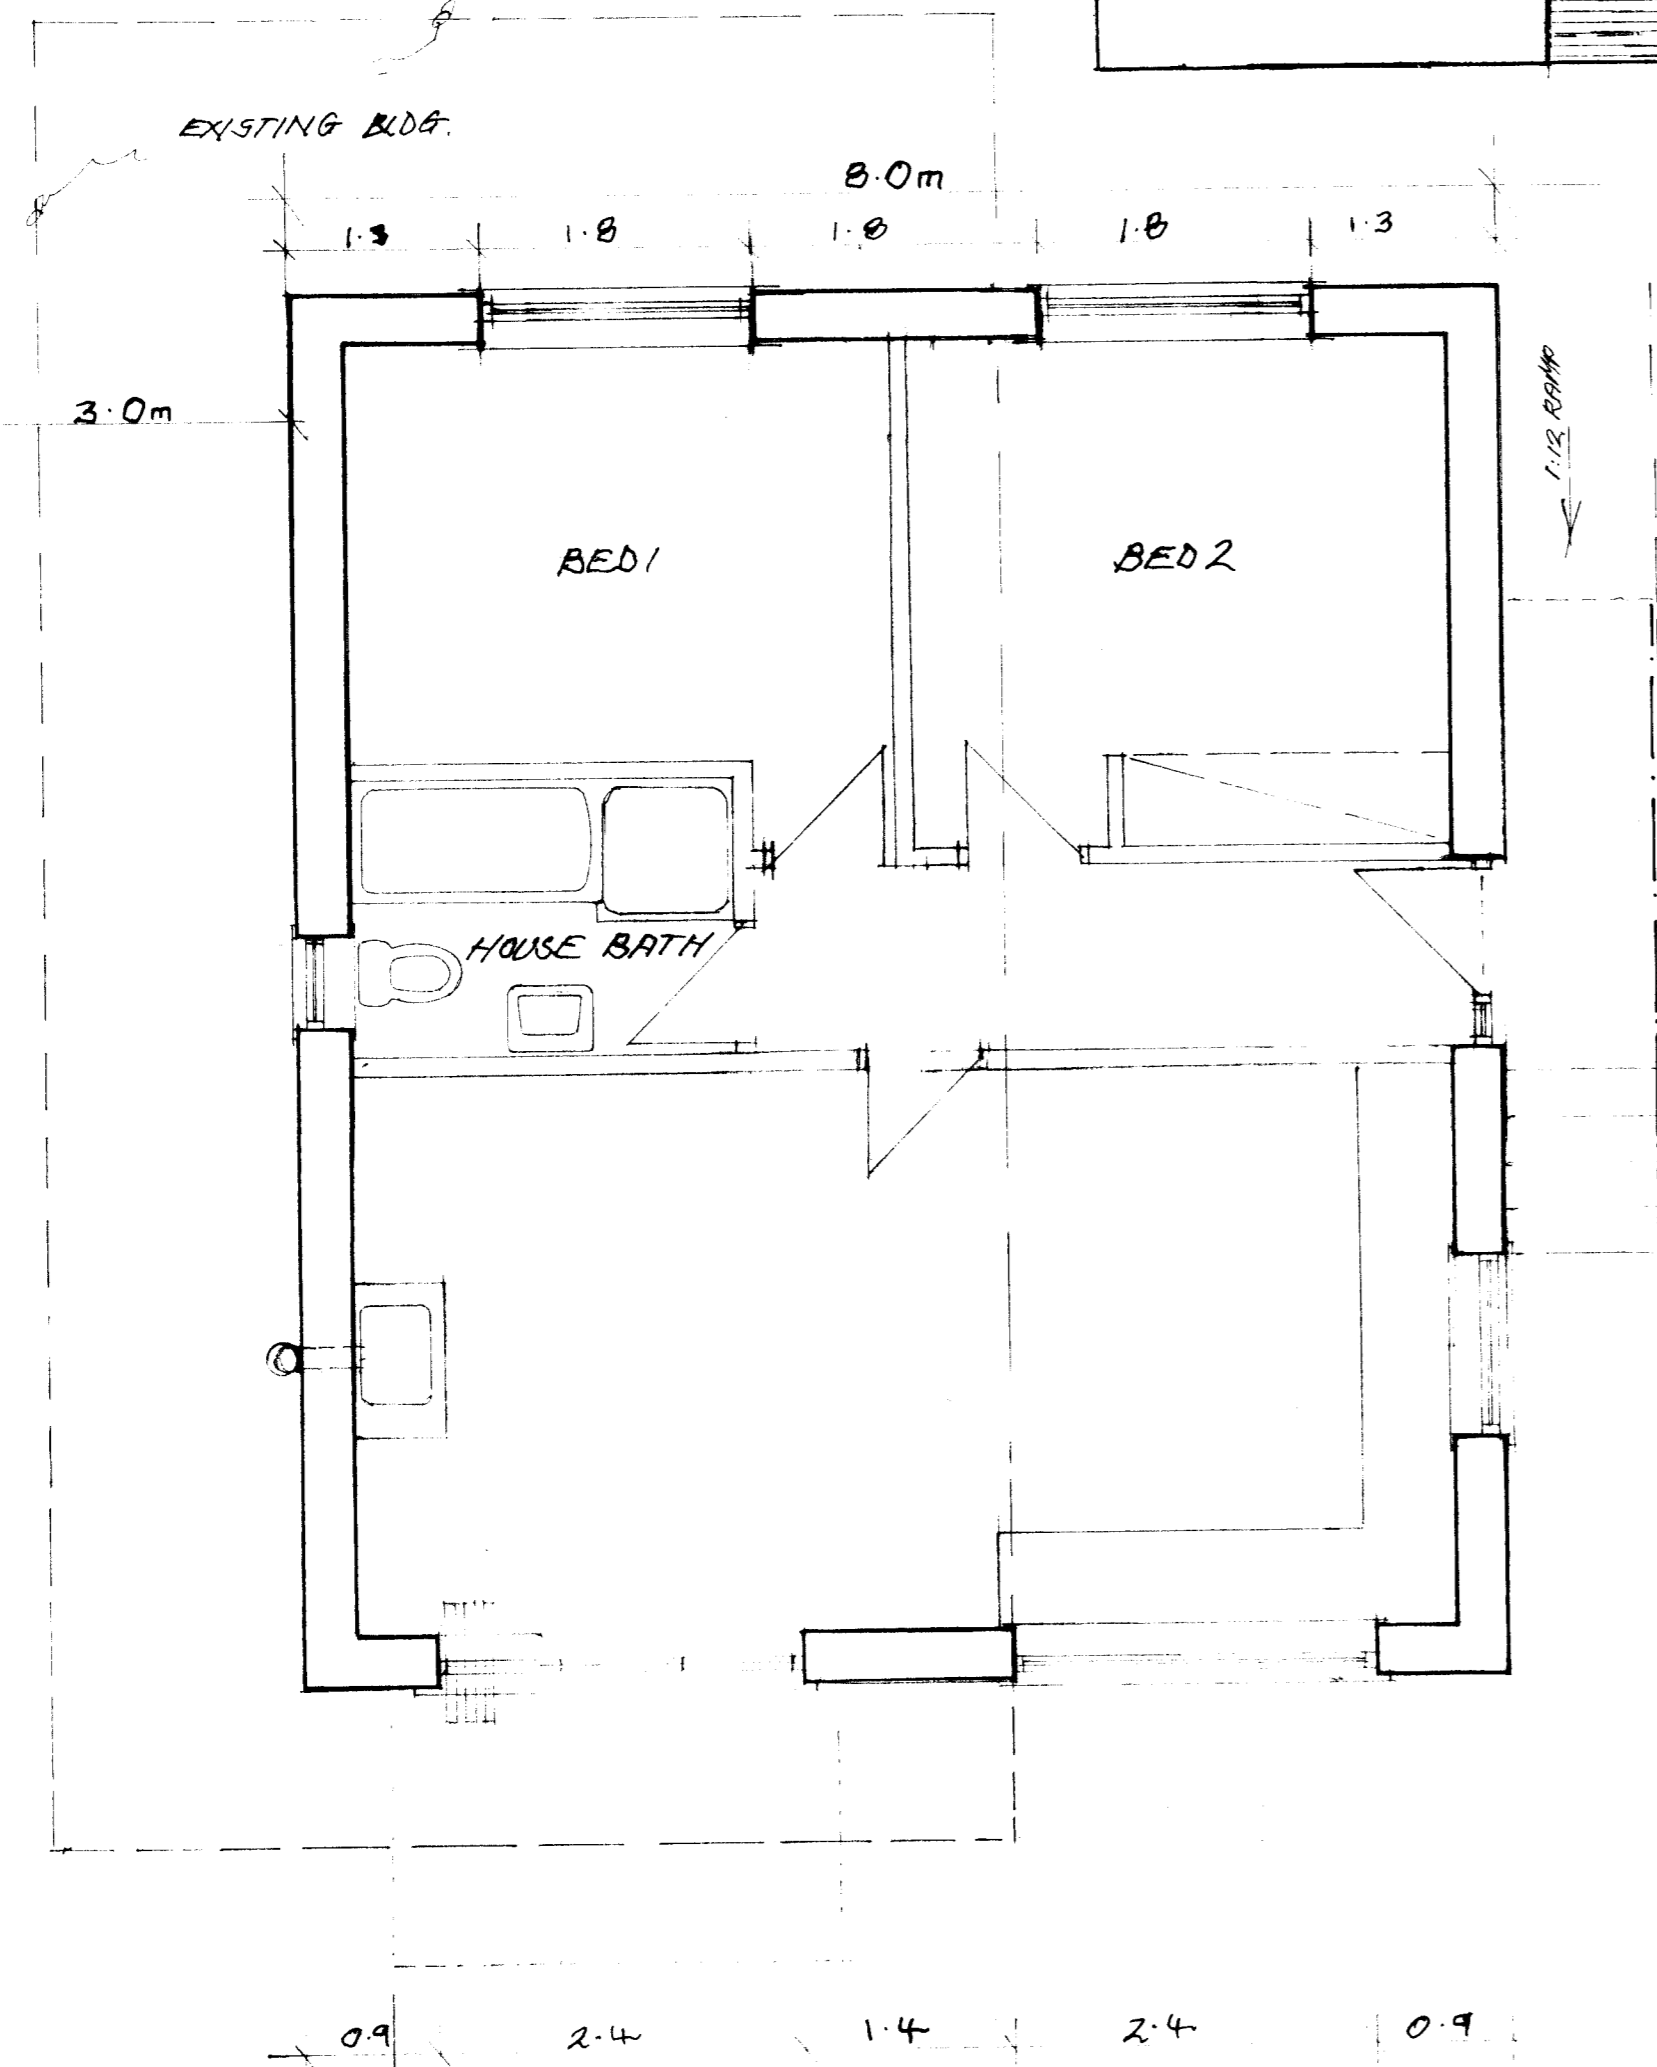 EXISTING BLDG.
8.0m
1.3 1.8 1.8 1.8 1.3
3.0m
1:12 RAMP
BED 1
BED 2
HOUSE BATH
0.9 2.4 1.4 2.4 0.9